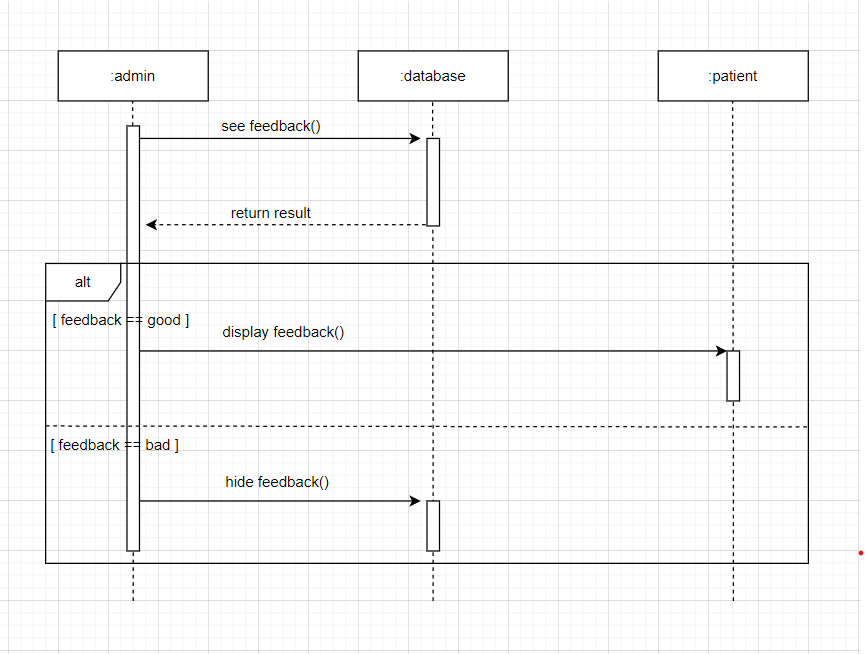 :admin
:database
:patient
see feedback()
return result
alt
[ feedback == good ]
display feedback()
[ feedback == bad ]
hide feedback()